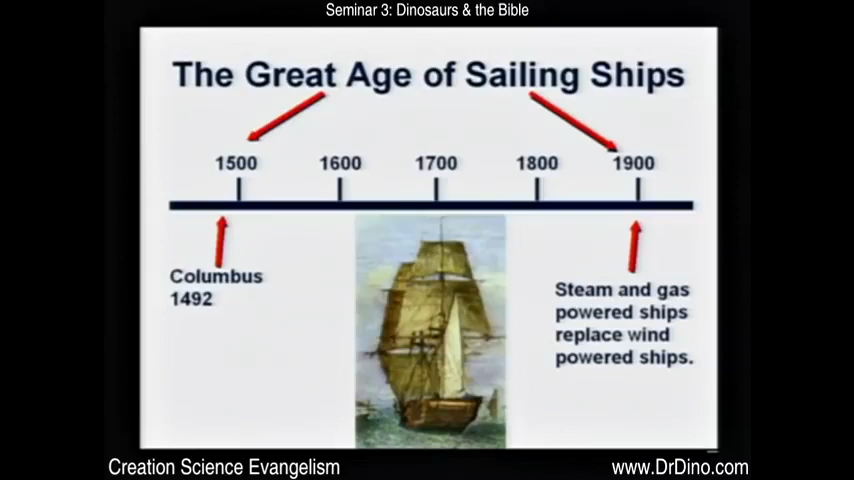 Seminar 3: Dinosaurs & the Bible
The Great Age of Sailing Ships
1500 1600 1700 1800 1900
Columbus
1492
Steam and gas
powered ships
replace wind
powered ships.
Creation Science Evangelism www.DrDino.com